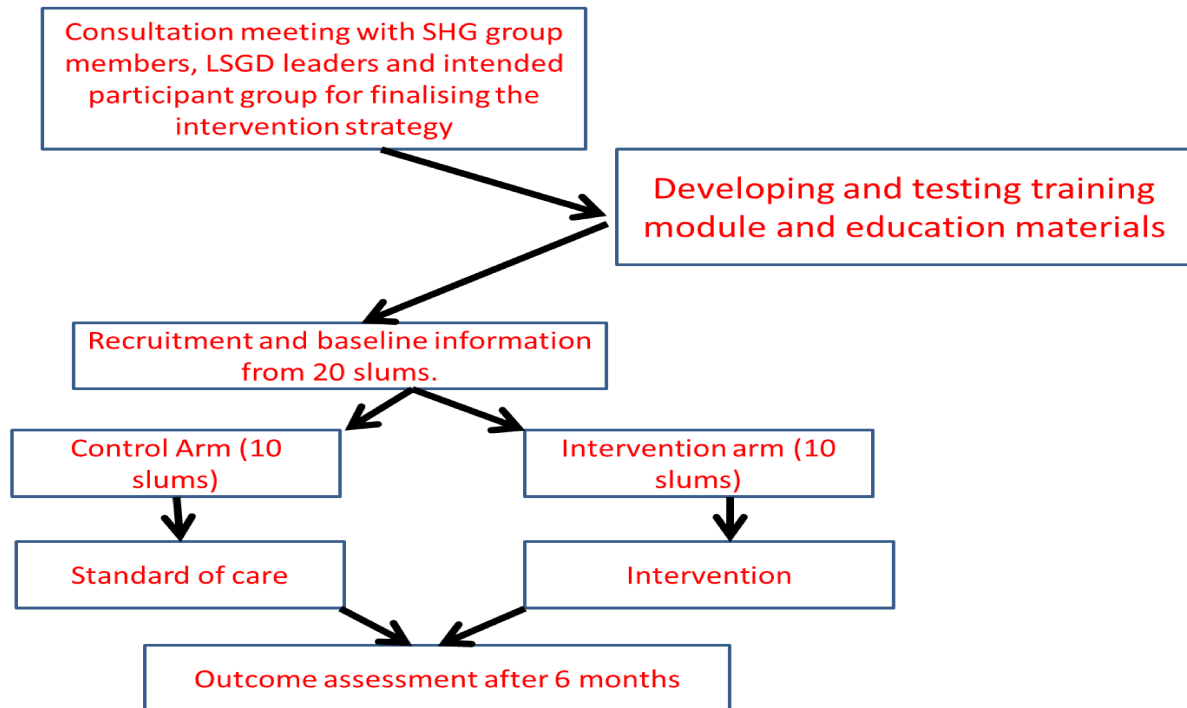 Consultation meeting with SHG group
members, LSGD leaders and intended
participant group for finalising the
intervention strategy
Developing and testing training
module and education materials
Recruitment and baseline information
from 20 slums.
Control Arm (10
slums)
Intervention arm (10
slums)
Standard of care
Intervention
Outcome assessment after 6 months